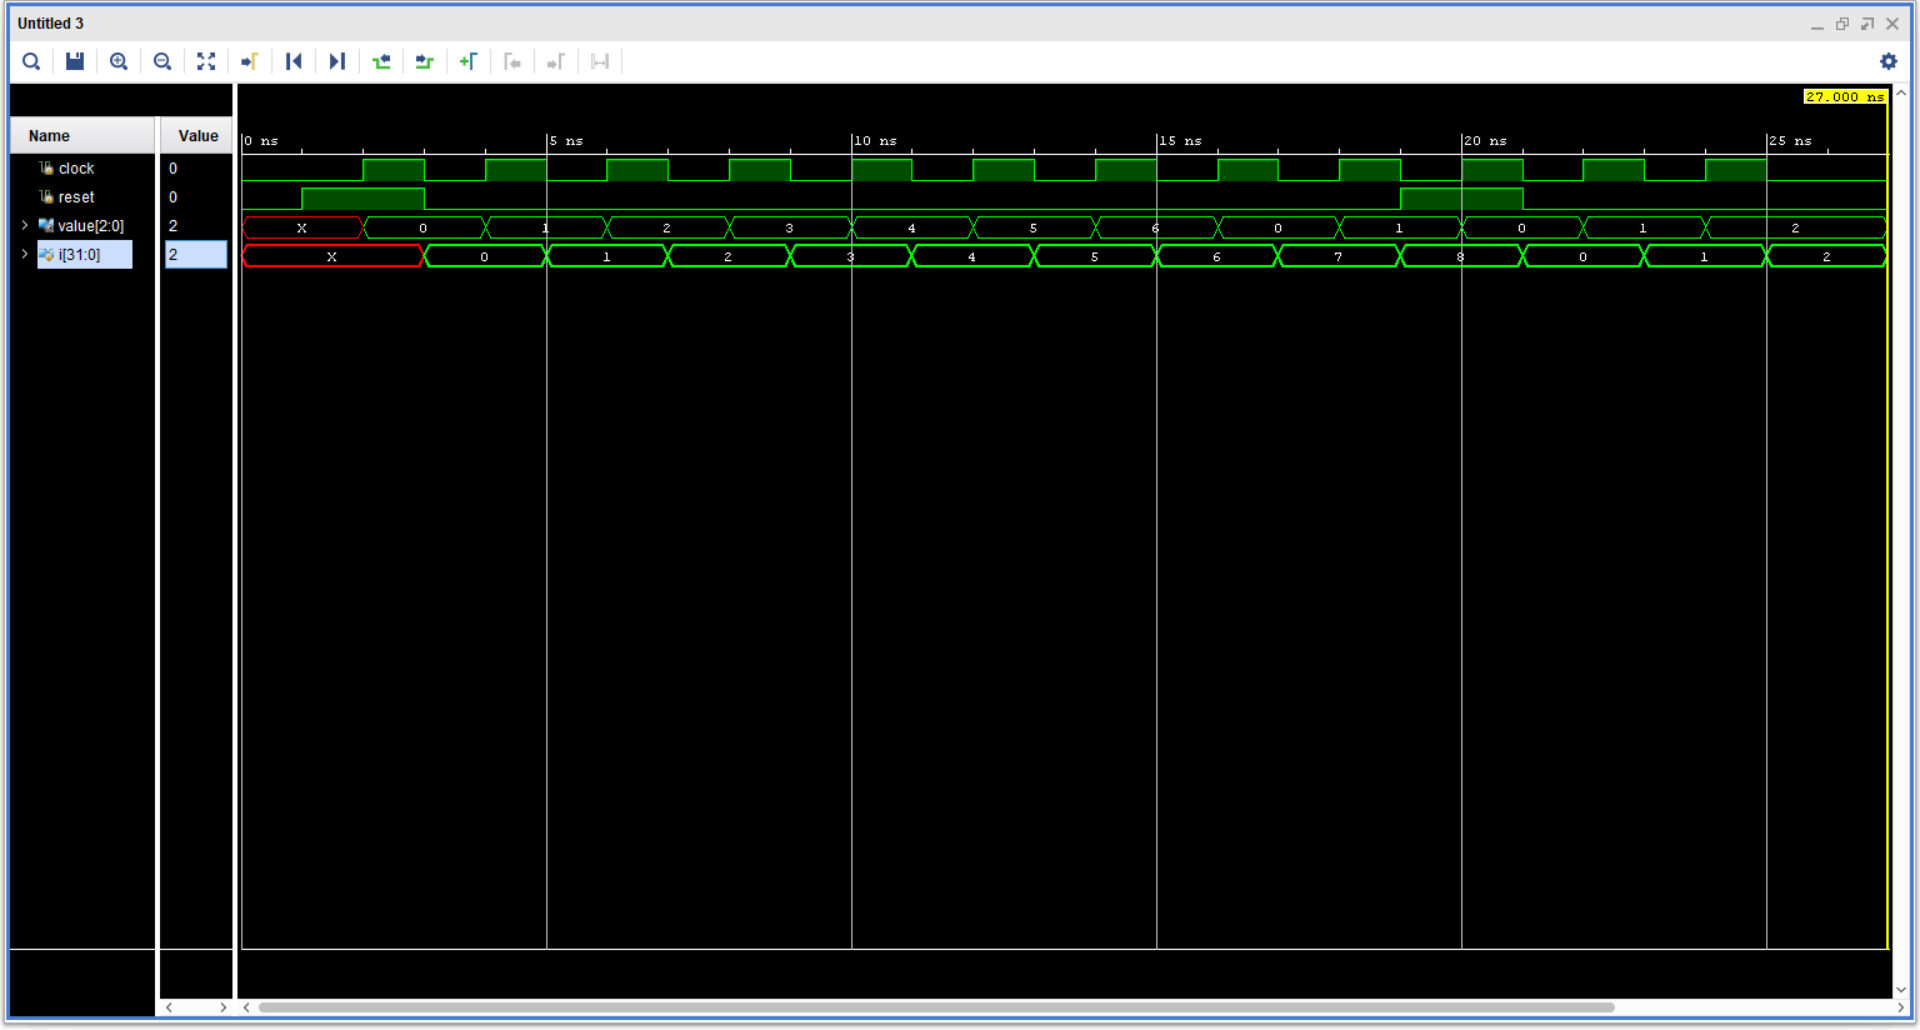 Untitled 3
27.000 ns
Name Value
0 ns 5 ns 10 ns 15 ns 20 ns 25 ns
clock 0
reset 0
value[2:0] 2 X 0 1 2 3 4 5 6 0 1 0 1 2
i[31:0] 2 X 0 1 2 3 4 5 6 7 8 0 1 2